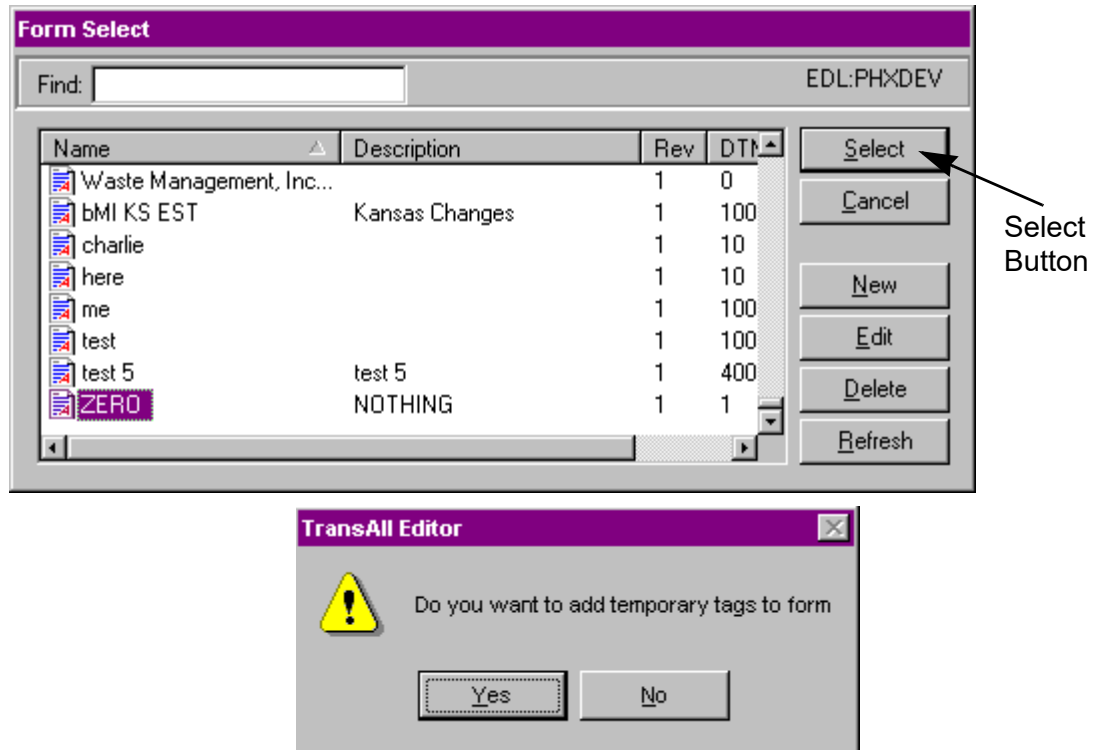 Form Select
Find: EDL:PHXDEV
Name Description Rev DTN
Waste Management, Inc... 1 0
bMI KS EST Kansas Changes 1 100
charlie 1 10
here 1 10
me 1 100
test 1 100
test 5 test 5 1 400
ZERO NOTHING 1 1
Select
Cancel
New
Edit
Delete
Refresh
Select
Button
TransAll Editor
Do you want to add temporary tags to form
Yes No